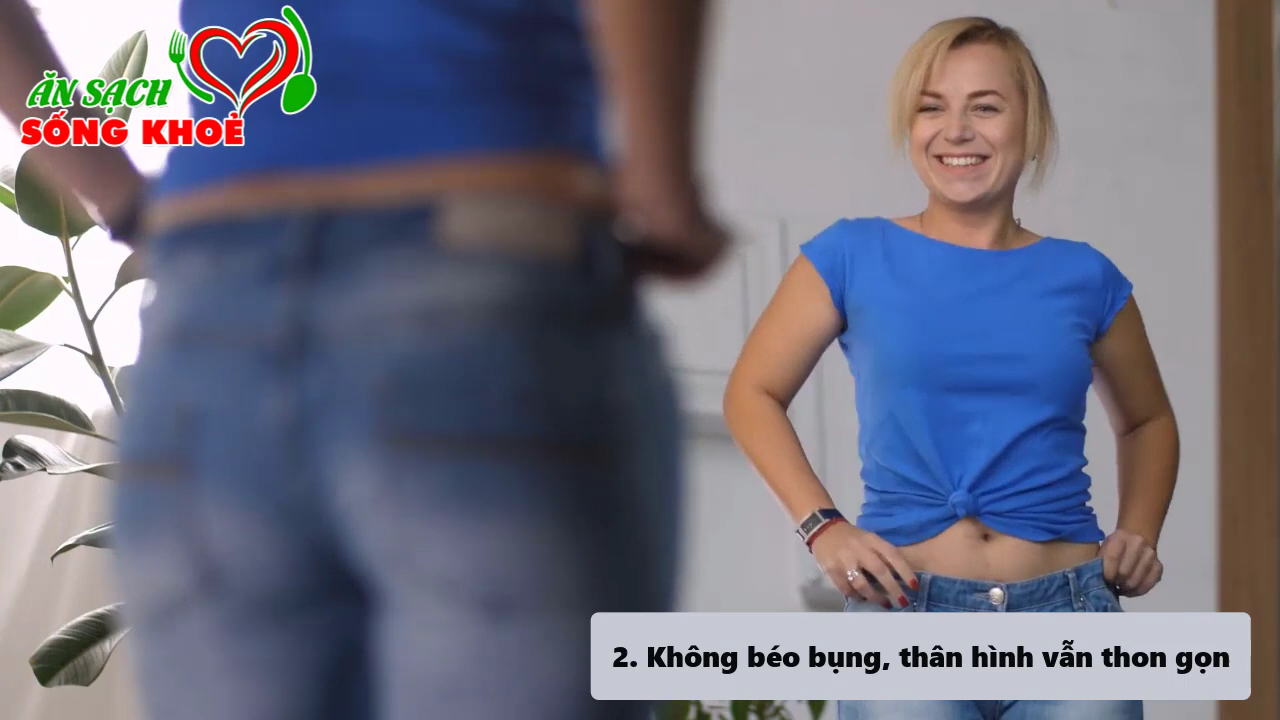 ĂN SẠCH
SỐNG KHOẺ
2. Không béo bụng, thân hình vẫn thon gọn